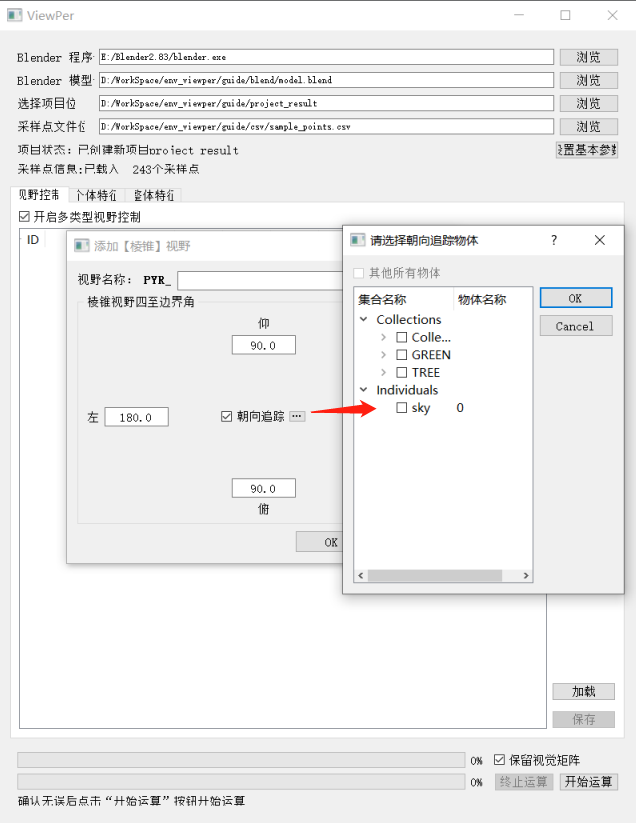 ViewPer
Blender 程序 E:/Blender2.83/blender.exe 浏览
Blender 模型 D:/WorkSpace/env_viewper/guide/blend/model.blend 浏览
选择项目位 D:/WorkSpace/env_viewper/guide/project_result 浏览
采样点文件 D:/WorkSpace/env_viewper/guide/csv/sample_points.csv 浏览
项目状态: 已创建新项目project result 置基本参数
采样点信息:已载入 243个采样点
视野控制 个体特征 整体特征
开启多类型视野控制
ID
添加【棱锥】视野
视野名称: PYR_
棱锥视野四至边界角
仰
90.0
左 180.0 朝向追踪 ...
90.0
俯
OK
请选择朝向追踪物体 ?
其他所有物体
集合名称 物体名称
Collections
Colle...
GREEN
TREE
Individuals
sky 0
OK
Cancel
加载
保存
0% 保留视觉矩阵
0% 终止运算 开始运算
确认无误后点击“开始运算”按钮开始运算